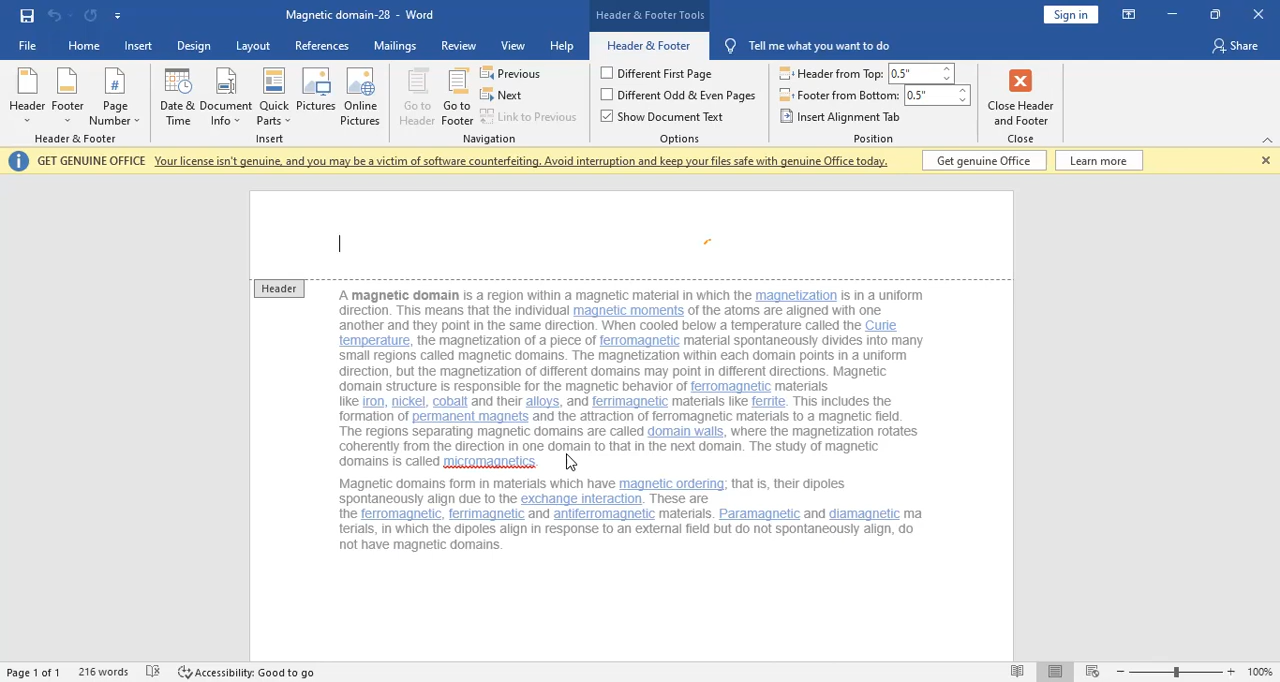 Magnetic domain-28 - Word
Header & Footer Tools
Sign in
File
Home
Insert
Design
Layout
References
Mailings
Review
View
Help
Header & Footer
Tell me what you want to do
Share
Header
Footer
Page
Number
Header & Footer
Date &
Time
Document
Info
Quick
Parts
Pictures
Online
Pictures
Insert
Go to
Header
Go to
Footer
Previous
Next
Link to Previous
Navigation
Different First Page
Different Odd & Even Pages
Show Document Text
Options
Header from Top: 0.5"
Footer from Bottom: 0.5"
Insert Alignment Tab
Position
Close Header
and Footer
Close
GET GENUINE OFFICE Your license isn't genuine, and you may be a victim of software counterfeiting. Avoid interruption and keep your files safe with genuine Office today.
Get genuine Office
Learn more
Header
A magnetic domain is a region within a magnetic material in which the magnetization is in a uniform
direction. This means that the individual magnetic moments of the atoms are aligned with one
another and they point in the same direction. When cooled below a temperature called the Curie
temperature, the magnetization of a piece of ferromagnetic material spontaneously divides into many
small regions called magnetic domains. The magnetization within each domain points in a uniform
direction, but the magnetization of different domains may point in different directions. Magnetic
domain structure is responsible for the magnetic behavior of ferromagnetic materials
like iron, nickel, cobalt and their alloys, and ferrimagnetic materials like ferrite. This includes the
formation of permanent magnets and the attraction of ferromagnetic materials to a magnetic field.
The regions separating magnetic domains are called domain walls, where the magnetization rotates
coherently from the direction in one domain to that in the next domain. The study of magnetic
domains is called micromagnetics.
Magnetic domains form in materials which have magnetic ordering; that is, their dipoles
spontaneously align due to the exchange interaction. These are
the ferromagnetic, ferrimagnetic and antiferromagnetic materials. Paramagnetic and diamagnetic ma
terials, in which the dipoles align in response to an external field but do not spontaneously align, do
not have magnetic domains.
Page 1 of 1
216 words
Accessibility: Good to go
100%